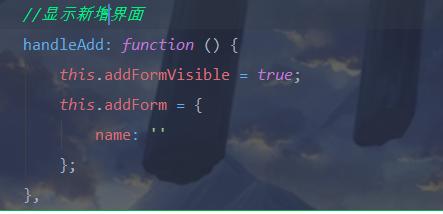 //显示新增界面
handleAdd: function () {
this.addFormVisible = true;
this.addForm = {
name: ''
};
},